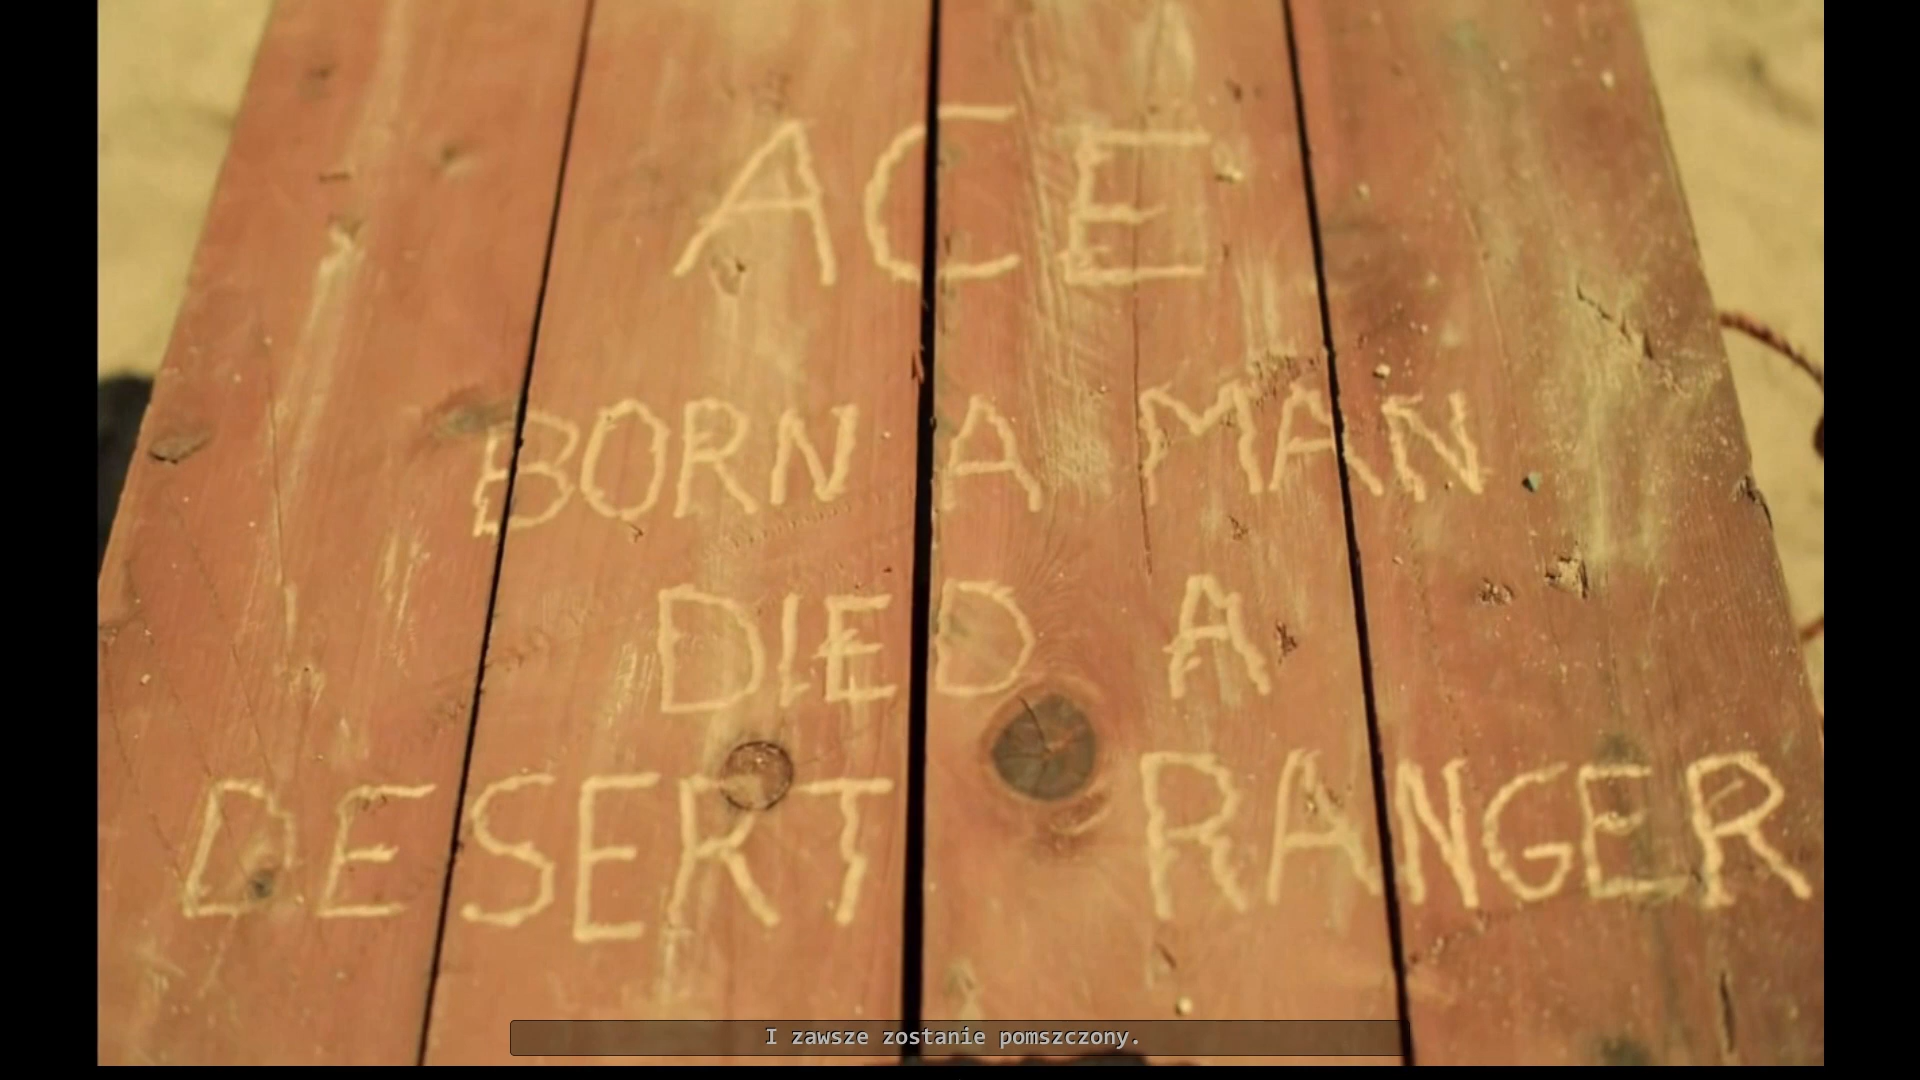 ACE
BORN A MAN
DIED A
DESERT RANGER
I zawsze zostanie pomszczony.